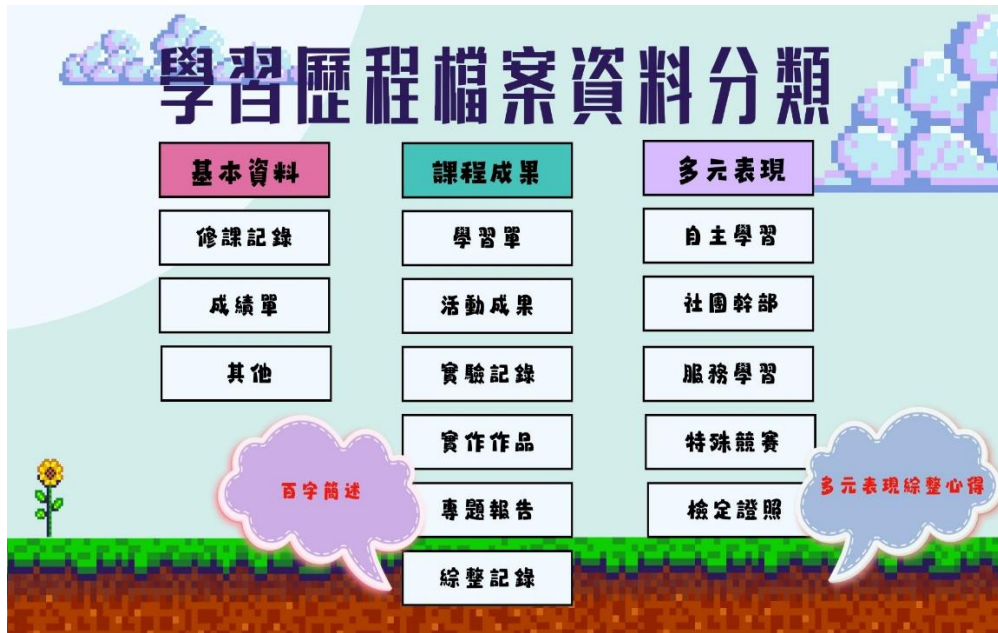 學習歷程檔案資料分類
基本資料
修課記錄
成績單
其他
課程成果
學習單
活動成果
實驗記錄
實作作品
專題報告
綜整記錄
百字簡述
多元表現
自主學習
社團幹部
服務學習
特殊競賽
檢定證照
多元表現綜整心得